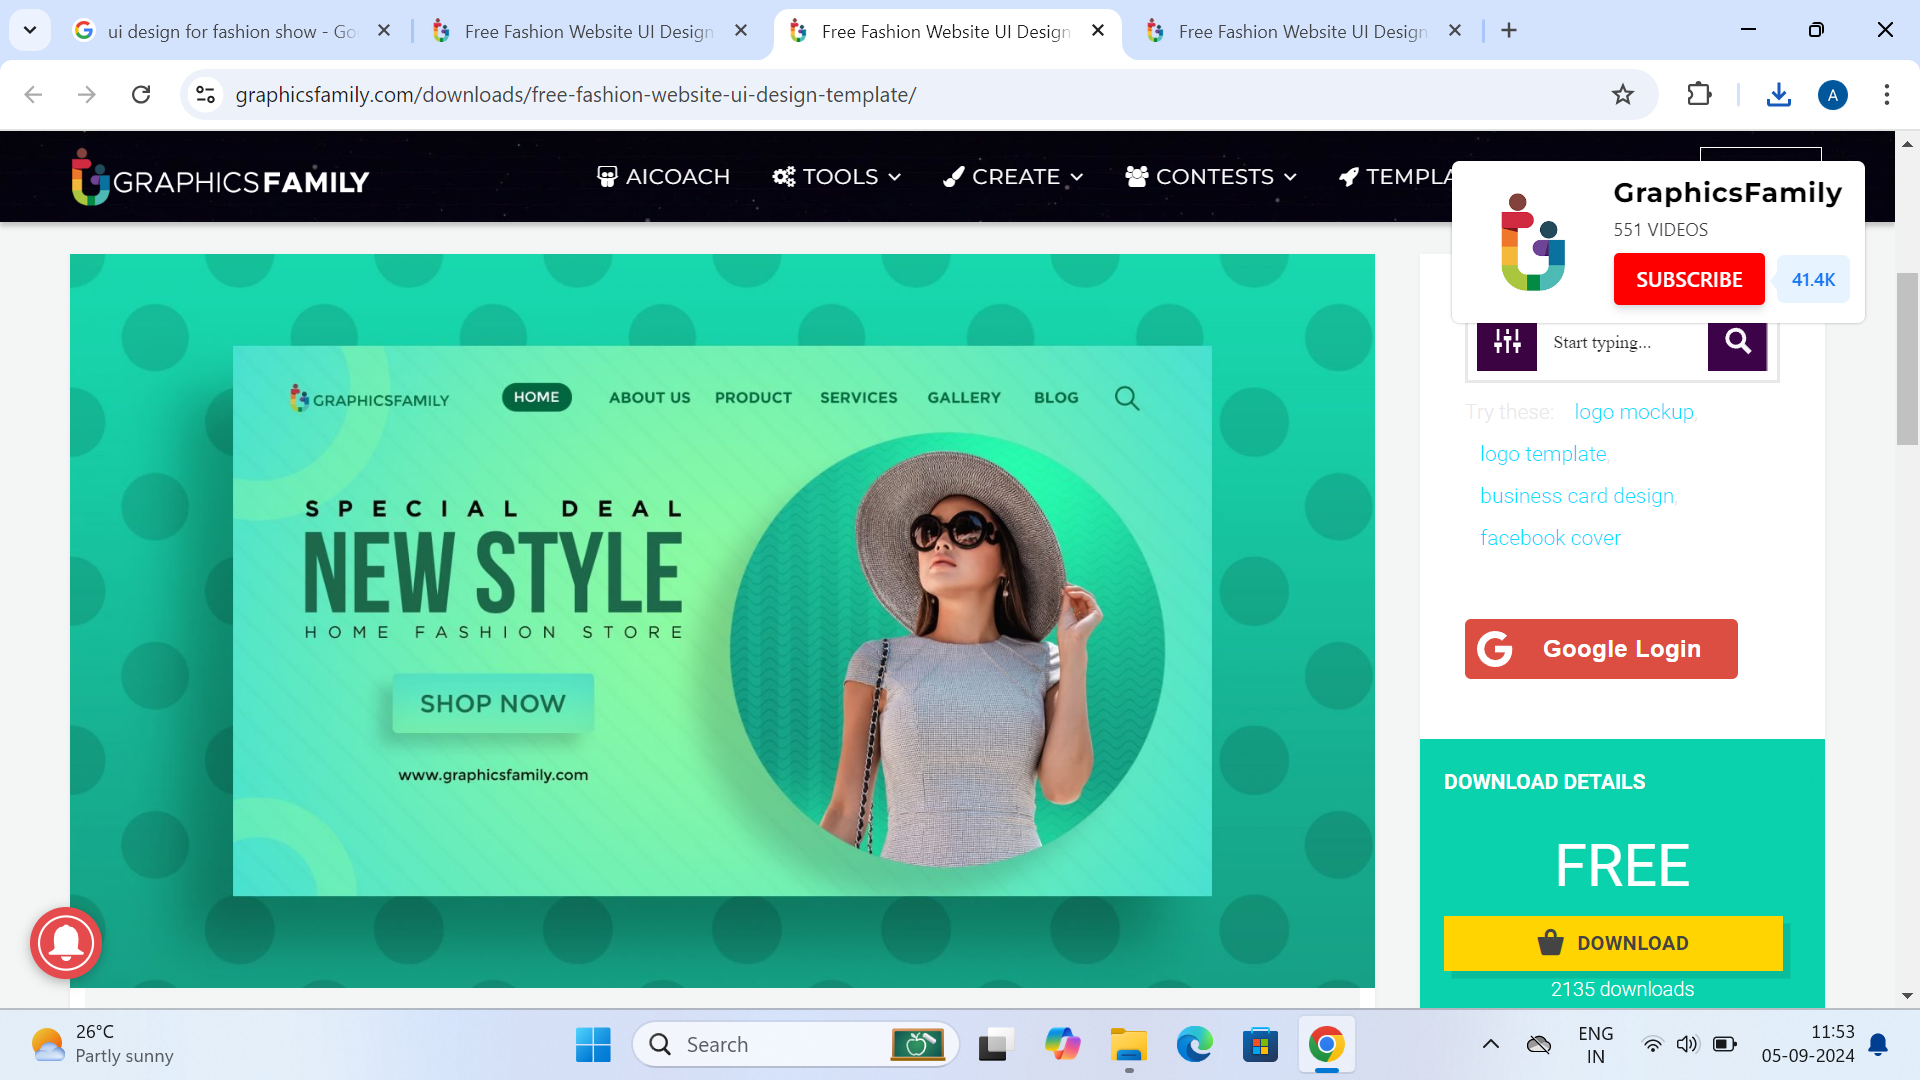 ui design for fashion show - Go
Free Fashion Website UI Design
Free Fashion Website UI Design
Free Fashion Website UI Design
graphicsfamily.com/downloads/free-fashion-website-ui-design-template/
A
GRAPHICSFAMILY
AICOACH
TOOLS
CREATE
CONTESTS
TEMPLA
GraphicsFamily
551 VIDEOS
SUBSCRIBE
41.4K
GRAPHICSFAMILY
HOME
ABOUT US
PRODUCT
SERVICES
GALLERY
BLOG
SPECIAL DEAL
NEW STYLE
HOME FASHION STORE
SHOP NOW
www.graphicsfamily.com
Start typing...
Try these: logo mockup,
logo template,
business card design,
facebook cover
Google Login
DOWNLOAD DETAILS
FREE
DOWNLOAD
2135 downloads
26°C
Partly sunny
Search
ENG
IN
11:53
05-09-2024